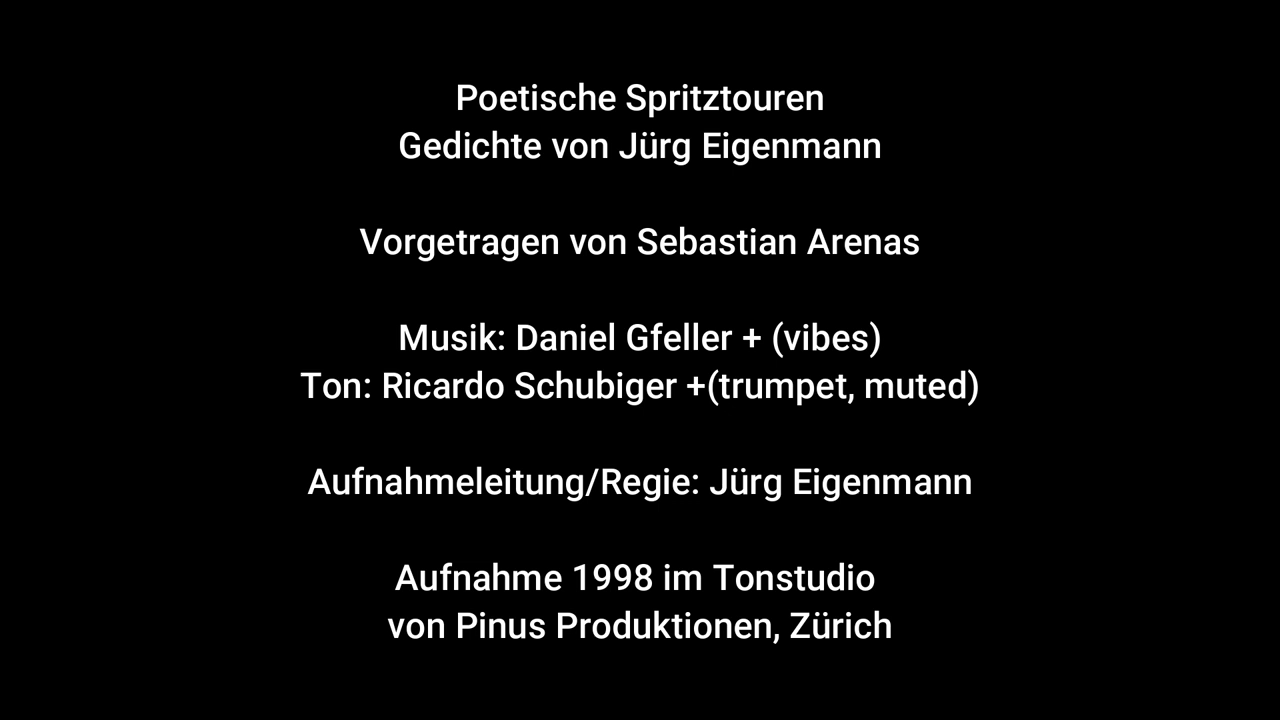 Poetische Spritztouren
Gedichte von Jürg Eigenmann
Vorgetragen von Sebastian Arenas
Musik: Daniel Gfeller + (vibes)
Ton: Ricardo Schubiger +(trumpet, muted)
Aufnahmeleitung/Regie: Jürg Eigenmann
Aufnahme 1998 im Tonstudio
von Pinus Produktionen, Zürich